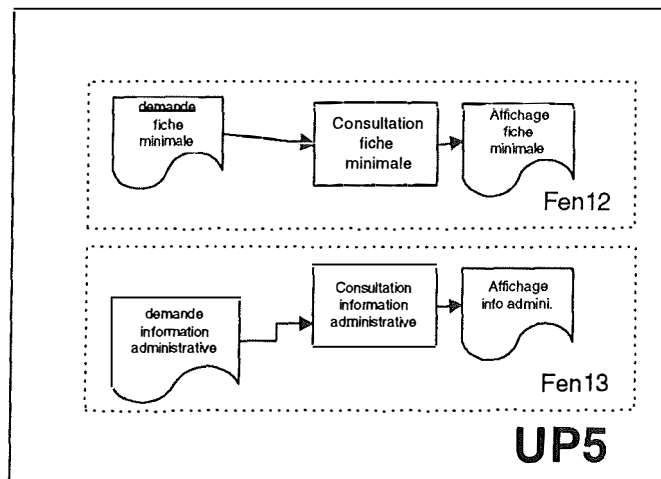 demande
fiche
minimale
Consultation
fiche
minimale
Affichage
fiche
minimale
Fen12
demande
information
administrative
Consultation
information
administrative
Affichage
info admini.
Fen13
UP5